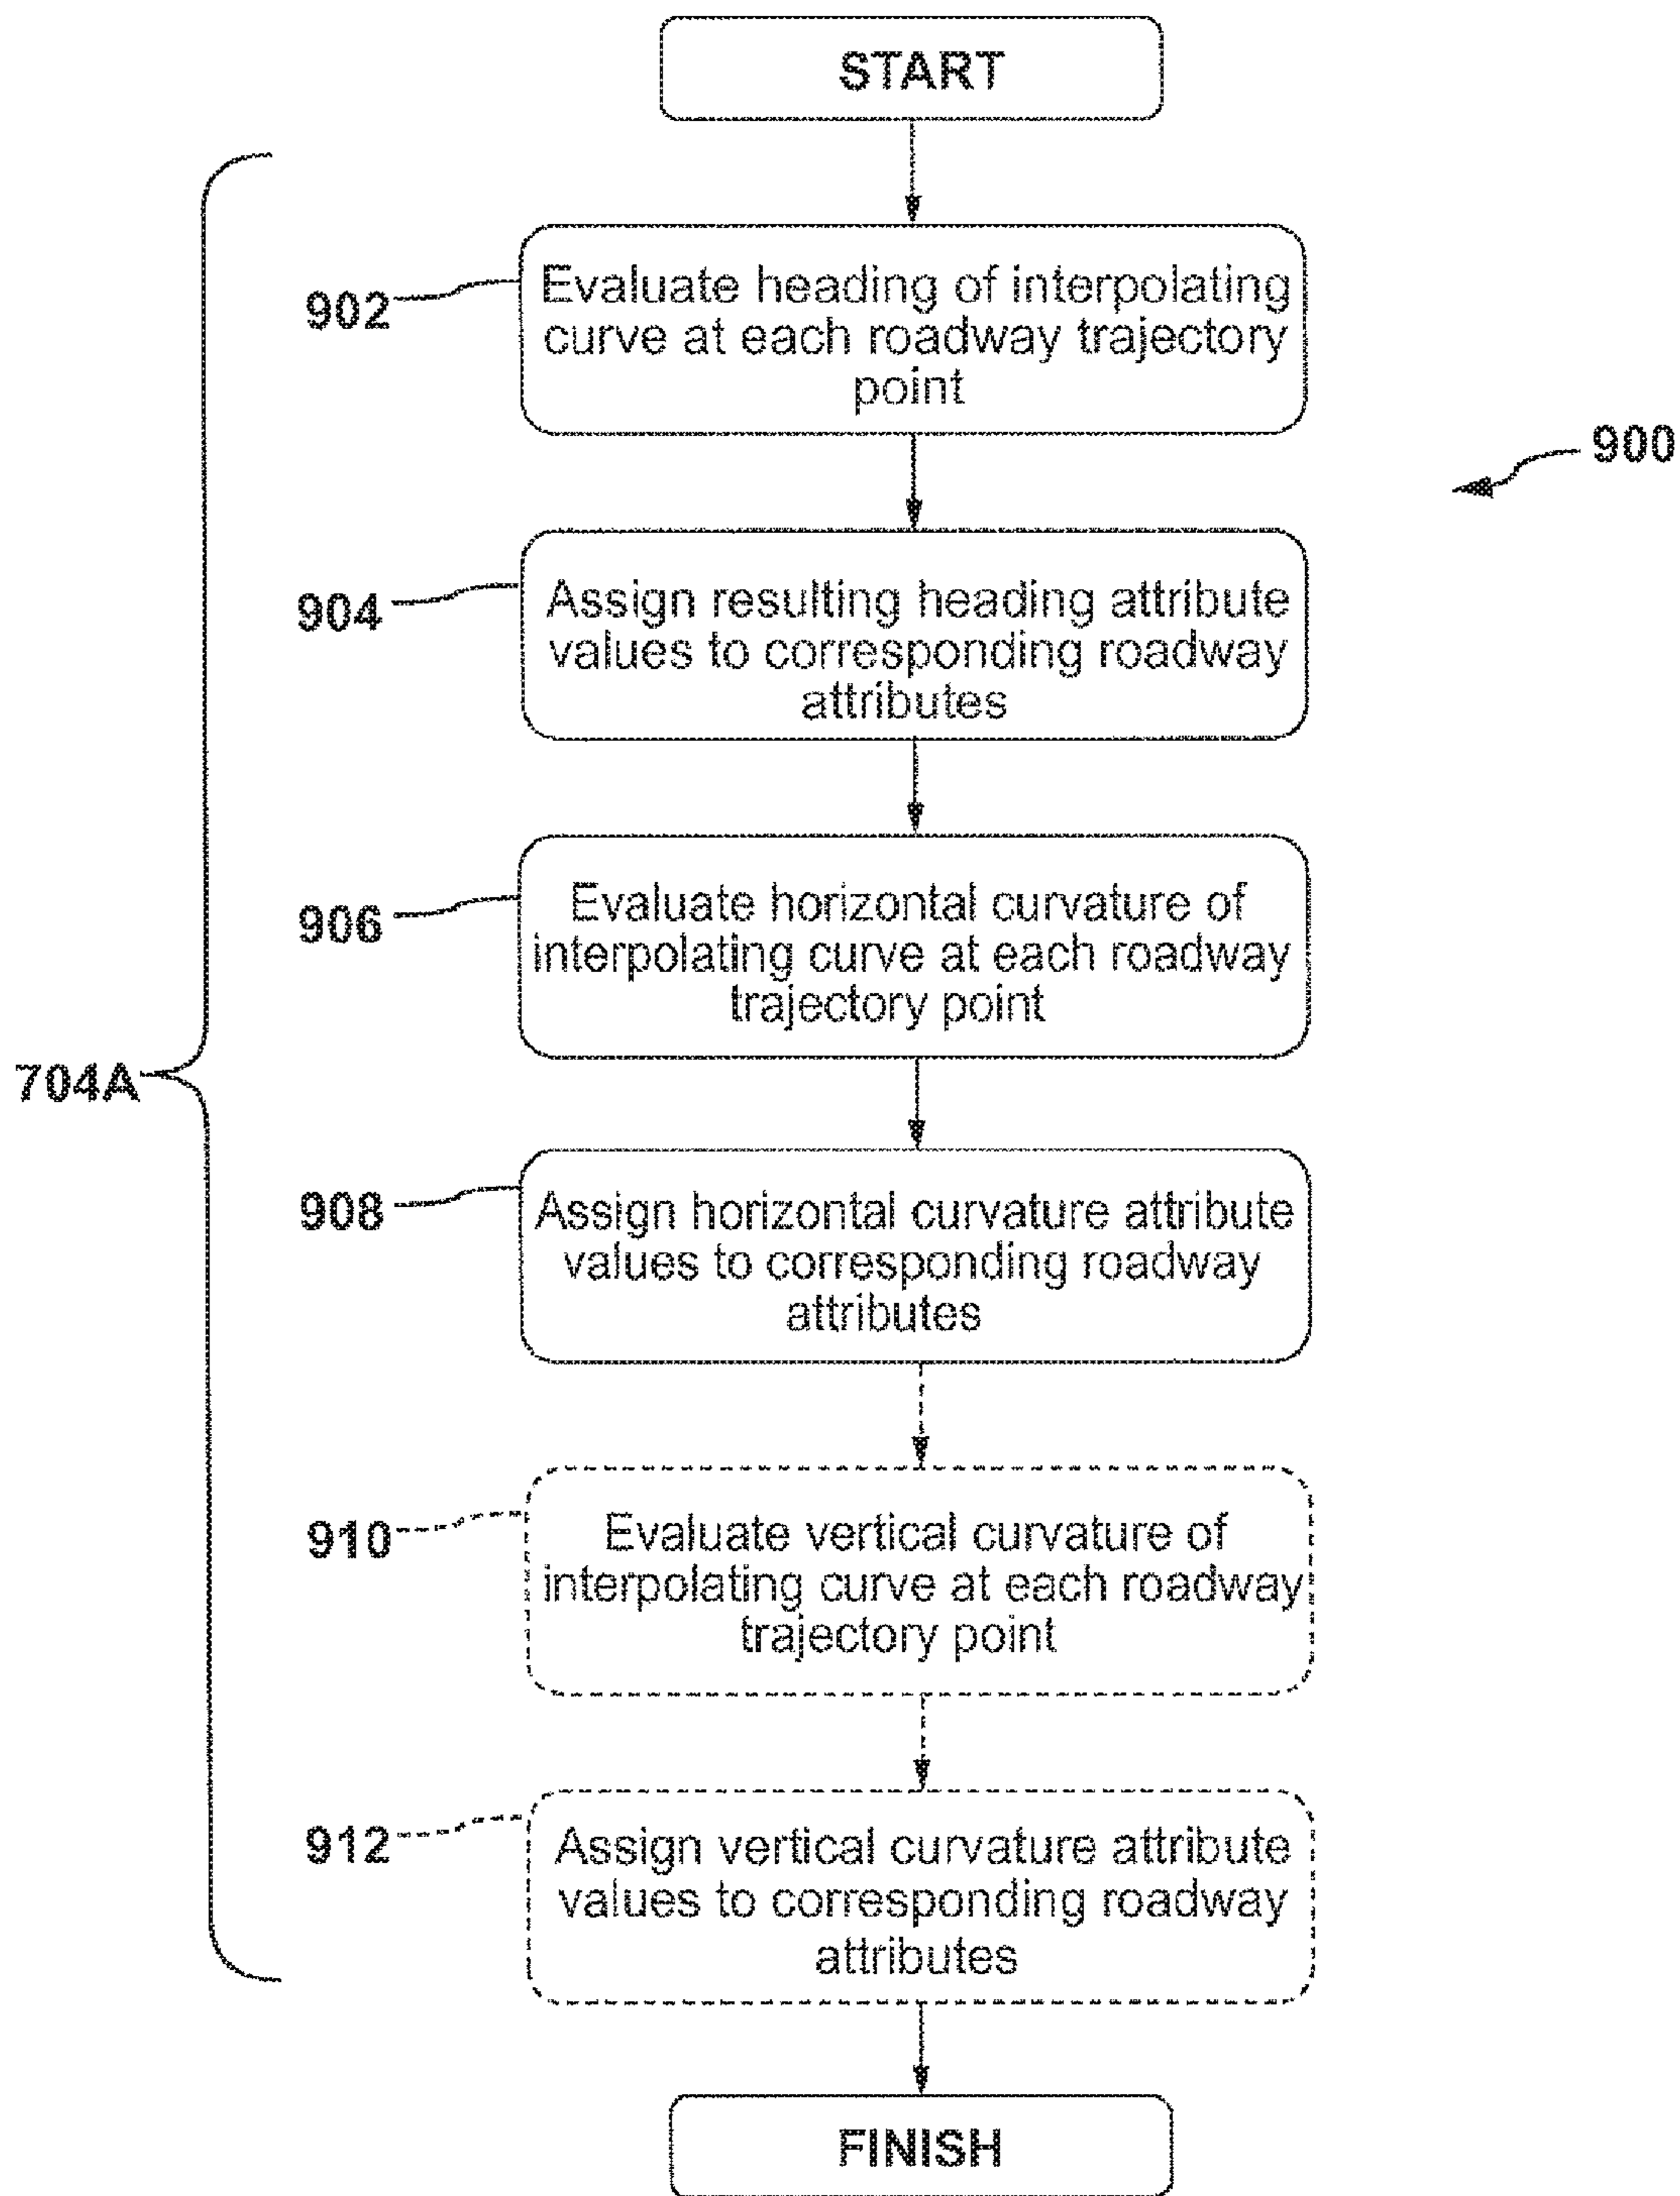 START
902
Evaluate heading of interpolating
curve at each roadway trajectory
point
900
904
Assign resulting heading attribute
values to corresponding roadway
attributes
906
Evaluate horizontal curvature of
interpolating curve at each roadway
trajectory point
704A
908
Assign horizontal curvature attribute
values to corresponding roadway
attributes
910
Evaluate vertical curvature of
interpolating curve at each roadway
trajectory point
912
Assign vertical curvature attribute
values to corresponding roadway
attributes
FINISH